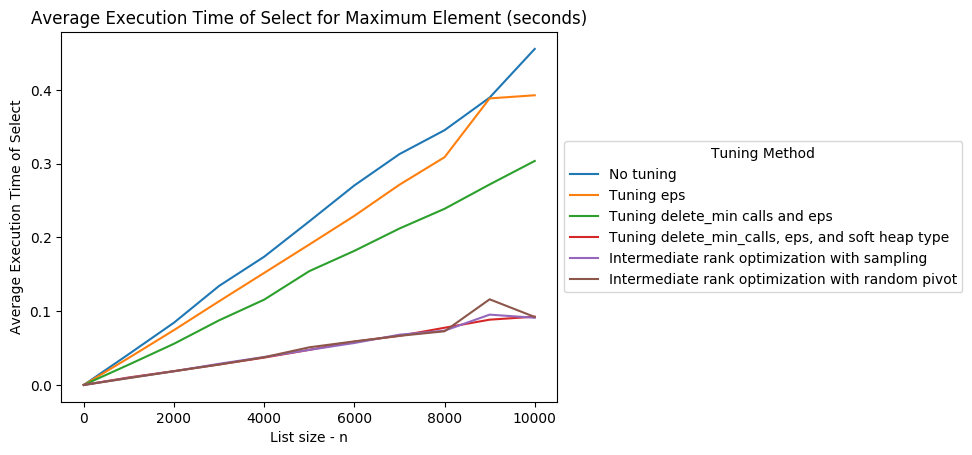 Average Execution Time of Select for Maximum Element (seconds)
Average Execution Time of Select
0.4
0.3
0.2
0.1
0.0
0
2000
4000
6000
8000
10000
List size - n
Tuning Method
No tuning
Tuning eps
Tuning delete_min calls and eps
Tuning delete_min_calls, eps, and soft heap type
Intermediate rank optimization with sampling
Intermediate rank optimization with random pivot